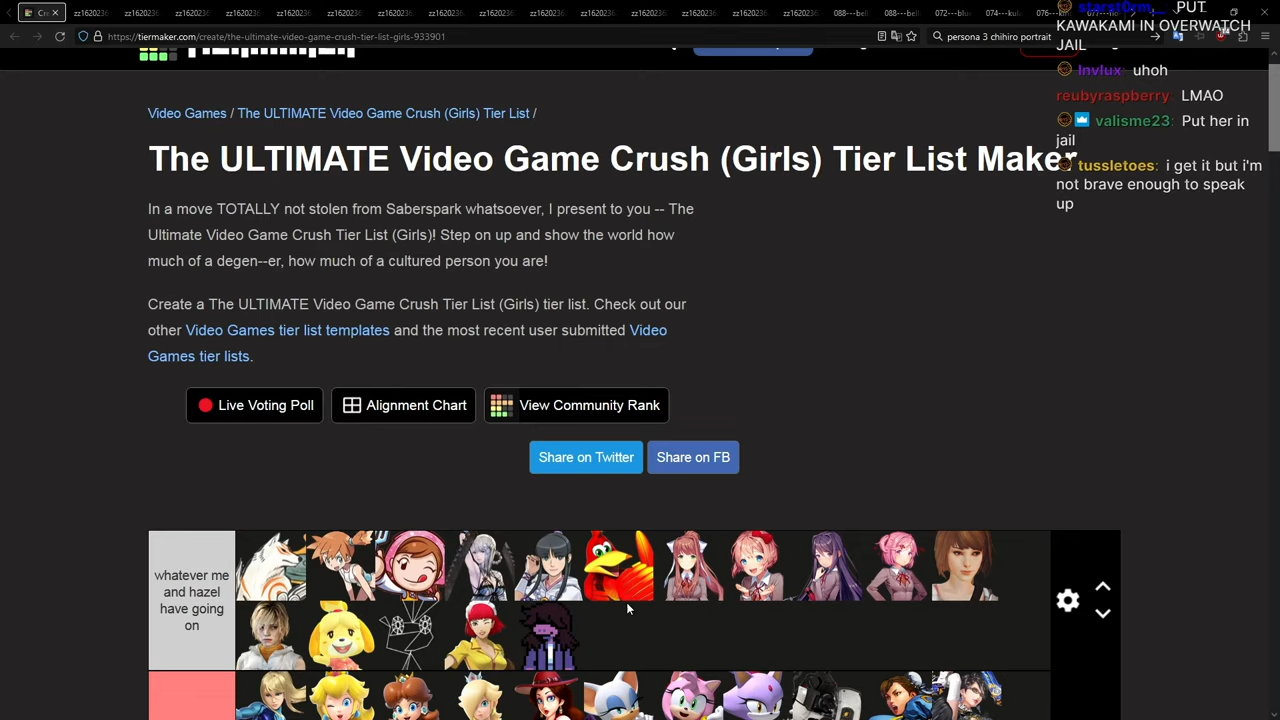 starst0rm__: PUT
KAWAKAMI IN OVERWATCH
JAIL
https://tiermaker.com/create/the-ultimate-video-game-crush-tier-list-girls-933901
persona 3 chihiro portrait
Invlux: uhoh
reubyraspberry: LMAO
valisme23: Put her in
jail
tussletoes: i get it but i'm
not brave enough to speak
up
Video Games / The ULTIMATE Video Game Crush (Girls) Tier List /
The ULTIMATE Video Game Crush (Girls) Tier List Maker
In a move TOTALLY not stolen from Saberspark whatsoever, I present to you -- The
Ultimate Video Game Crush Tier List (Girls)! Step on up and show the world how
much of a degen--er, how much of a cultured person you are!
Create a The ULTIMATE Video Game Crush Tier List (Girls) tier list. Check out our
other Video Games tier list templates and the most recent user submitted Video
Games tier lists.
Live Voting Poll
Alignment Chart
View Community Rank
Share on Twitter
Share on FB
whatever me
and hazel
have going
on